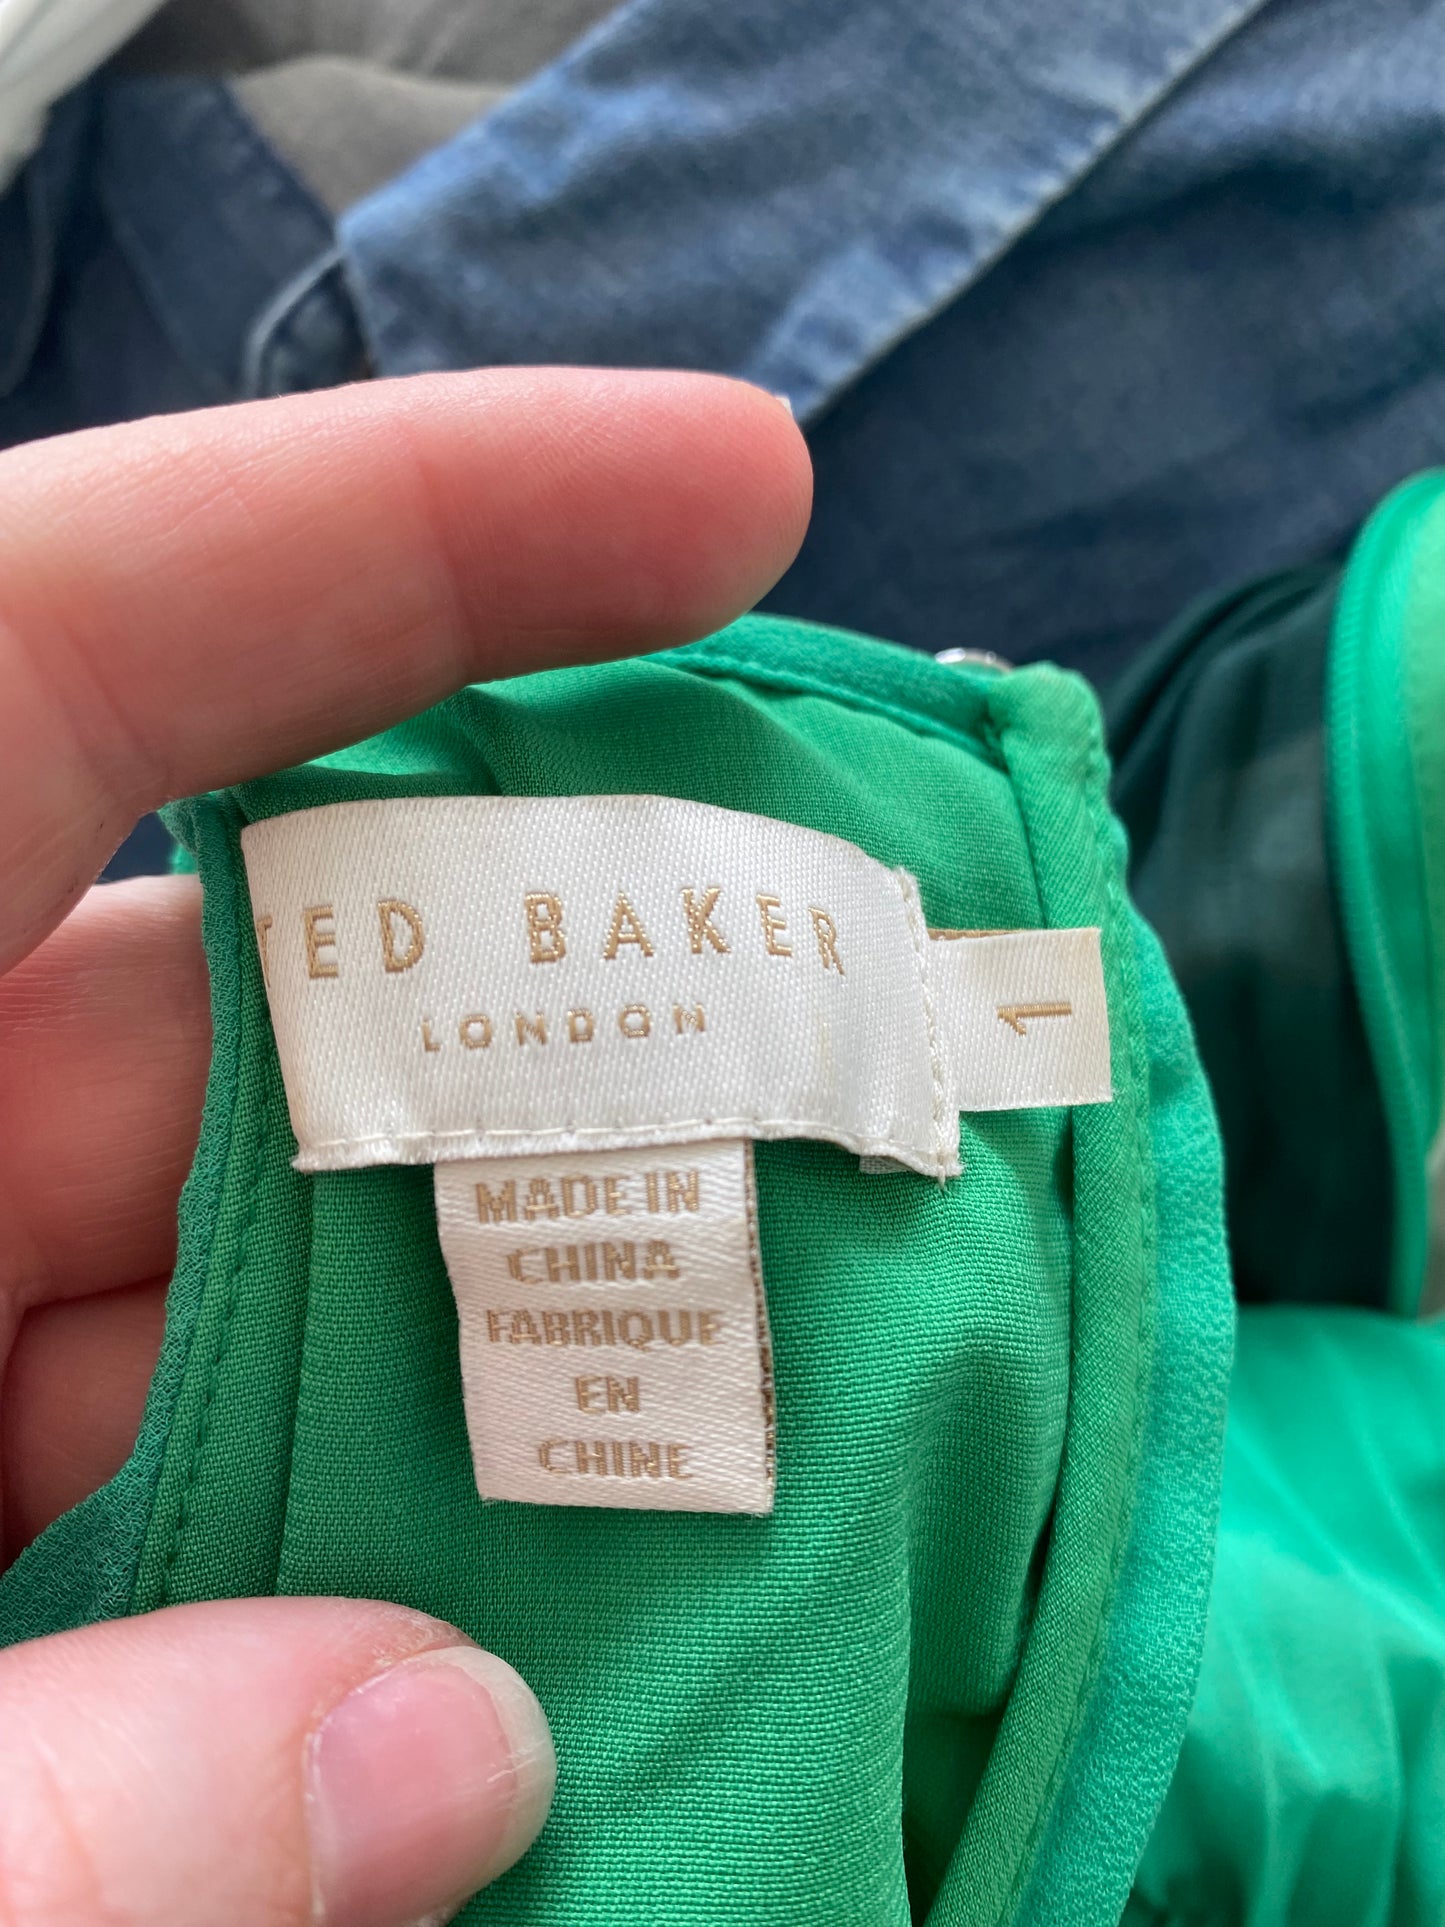 TED BAKER
LONDON
1
MADE IN
CHINA
FABRIQUE
EN
CHINE